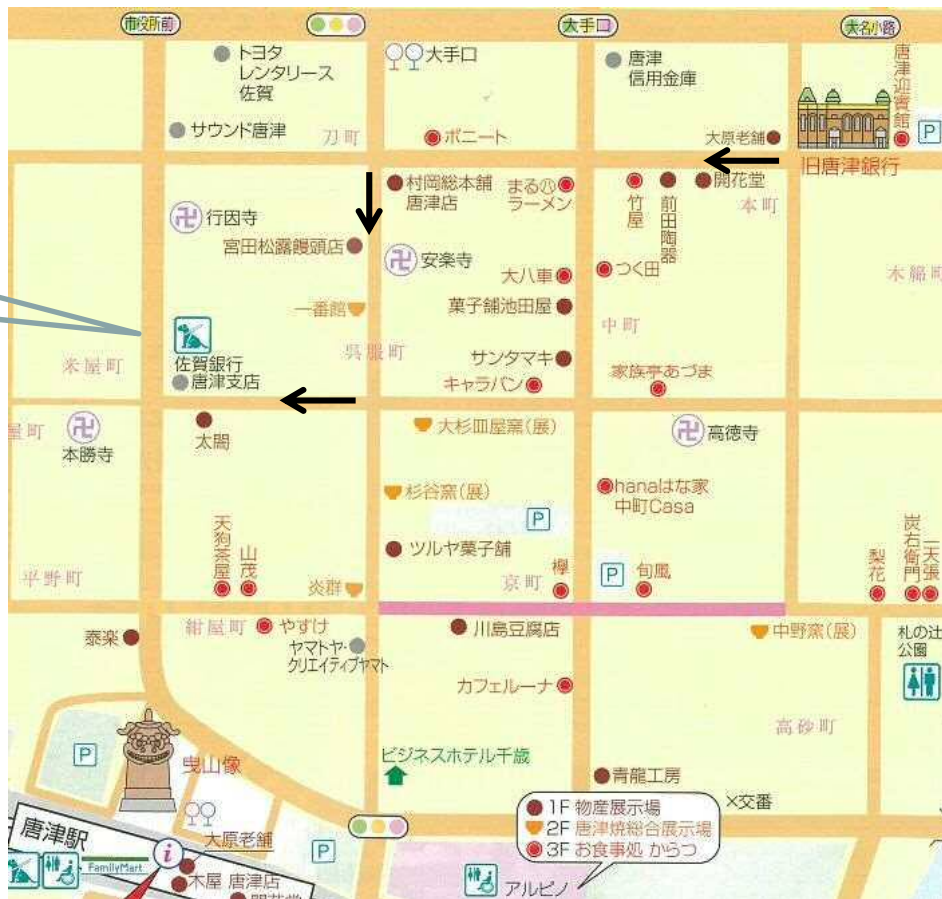 市役所前
大手口
大名小路
トヨタ
レンタリース
佐賀
大手口
唐津
信用金庫
唐津迎賓館
P
サウンド唐津
刀町
ボニート
大原老舗
旧唐津銀行
村岡総本舗
唐津店
まる㊇
ラーメン
竹屋
前田陶器
開花堂
本町
行因寺
宮田松露饅頭店
安楽寺
大八車
つく田
木綿町
一番館
菓子舗池田屋
中町
佐賀銀行
唐津支店
呉服町
サンタマキ
キャラバン
家族亭あづま
米屋町
屋町
本勝寺
太閤
大杉皿屋窯(展)
高徳寺
杉谷窯(展)
P
hanaはな家
中町Casa
天狗茶屋
山茂
ツルヤ菓子舗
欅
P
旬風
梨花
炭右衛門
二天張
平野町
炎群
京町
泰楽
紺屋町
やすけ
ヤマトヤ・
クリエイティブヤマト
川島豆腐店
中野窯(展)
札の辻
公園
カフェルーナ
高砂町
P
曳山像
ビジネスホテル千歳
青龍工房
×交番
1F 物産展示場
2F 唐津焼総合展示場
3F お食事処 からつ
唐津駅
大原老舗
i
P
FamilyMart
木屋 唐津店
開花堂
アルピノ